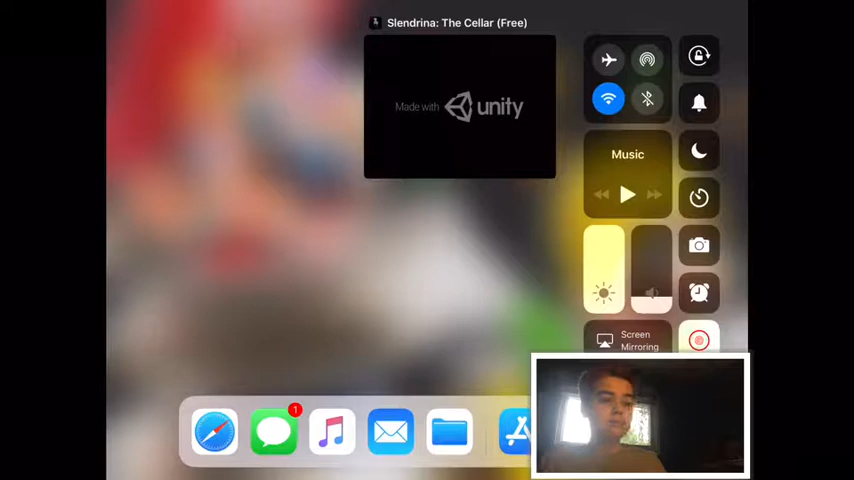 Slendrina: The Cellar (Free)
Made with unity
Music
Screen
Mirroring
1